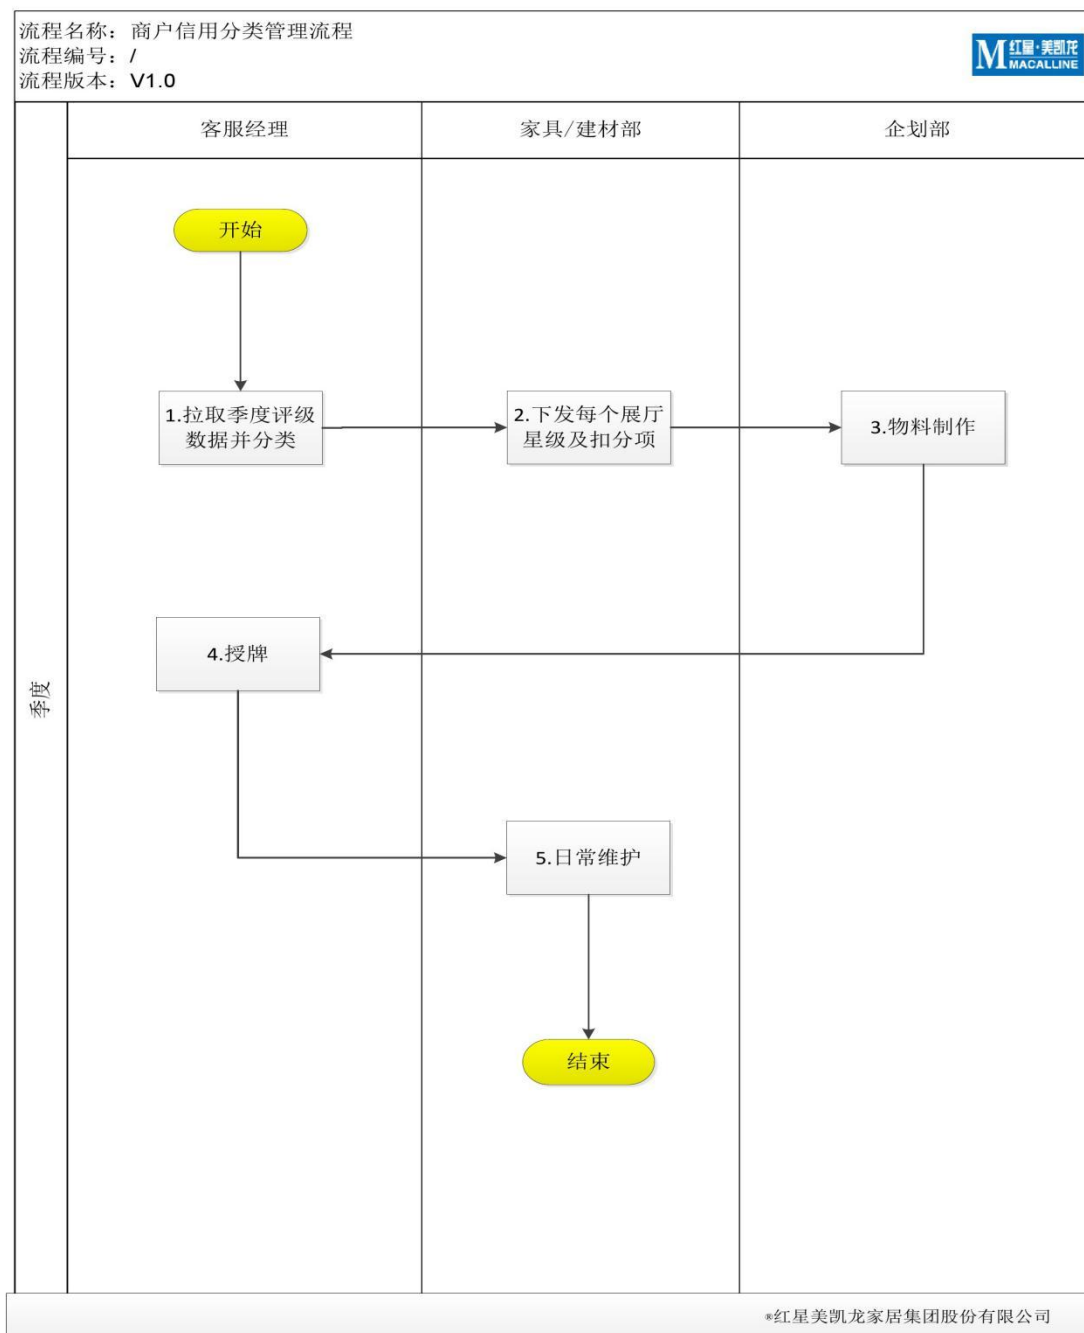 流程名称：商户信用分类管理流程
流程编号：/
流程版本：V1.0
M 红星·美凯龙
MACALLINE
客服经理
家具/建材部
企划部
开始
1.拉取季度评级
数据并分类
2.下发每个展厅
星级及扣分项
3.物料制作
4.授牌
季度
5.日常维护
结束
®红星美凯龙家居集团股份有限公司